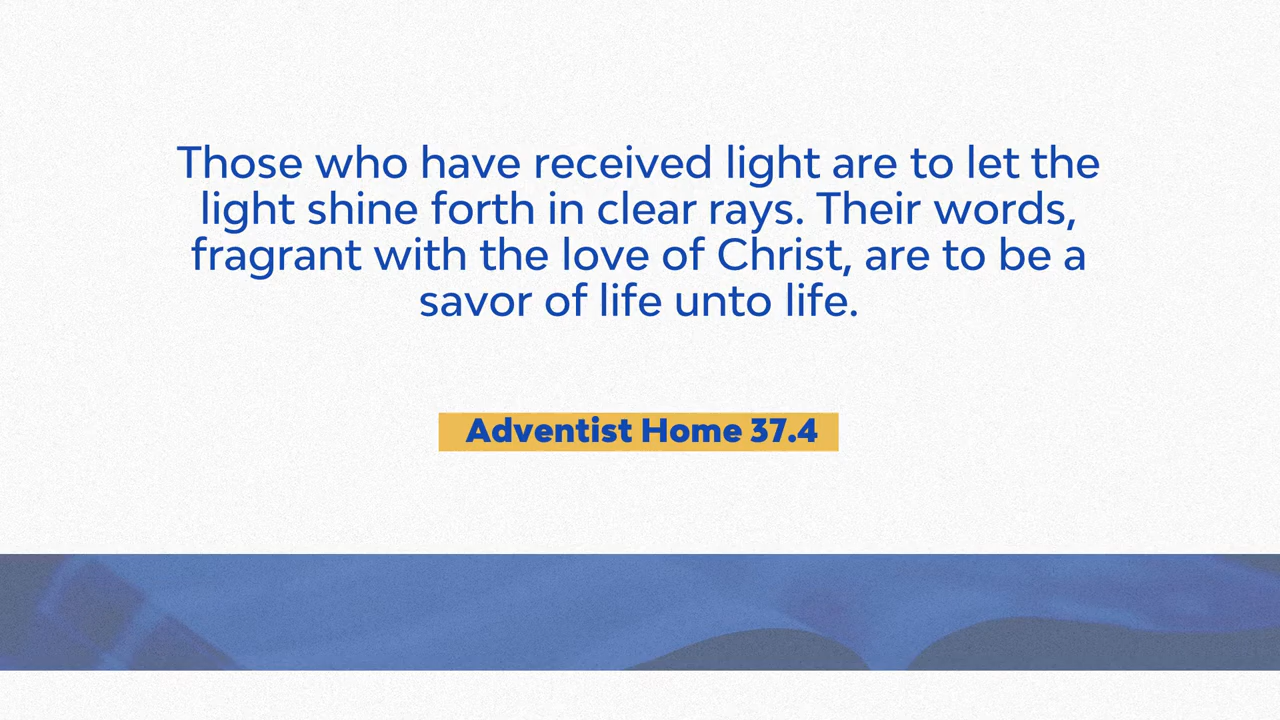 Those who have received light are to let the
light shine forth in clear rays. Their words,
fragrant with the love of Christ, are to be a
savor of life unto life.
Adventist Home 37.4